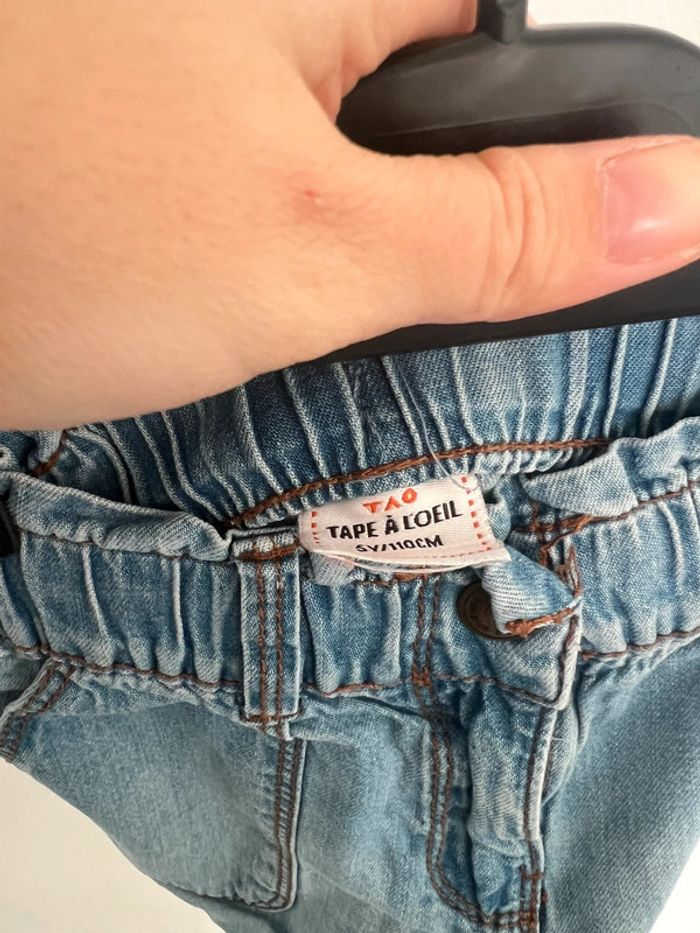 TAO
TAPE À L'OEIL
5Y/110CM